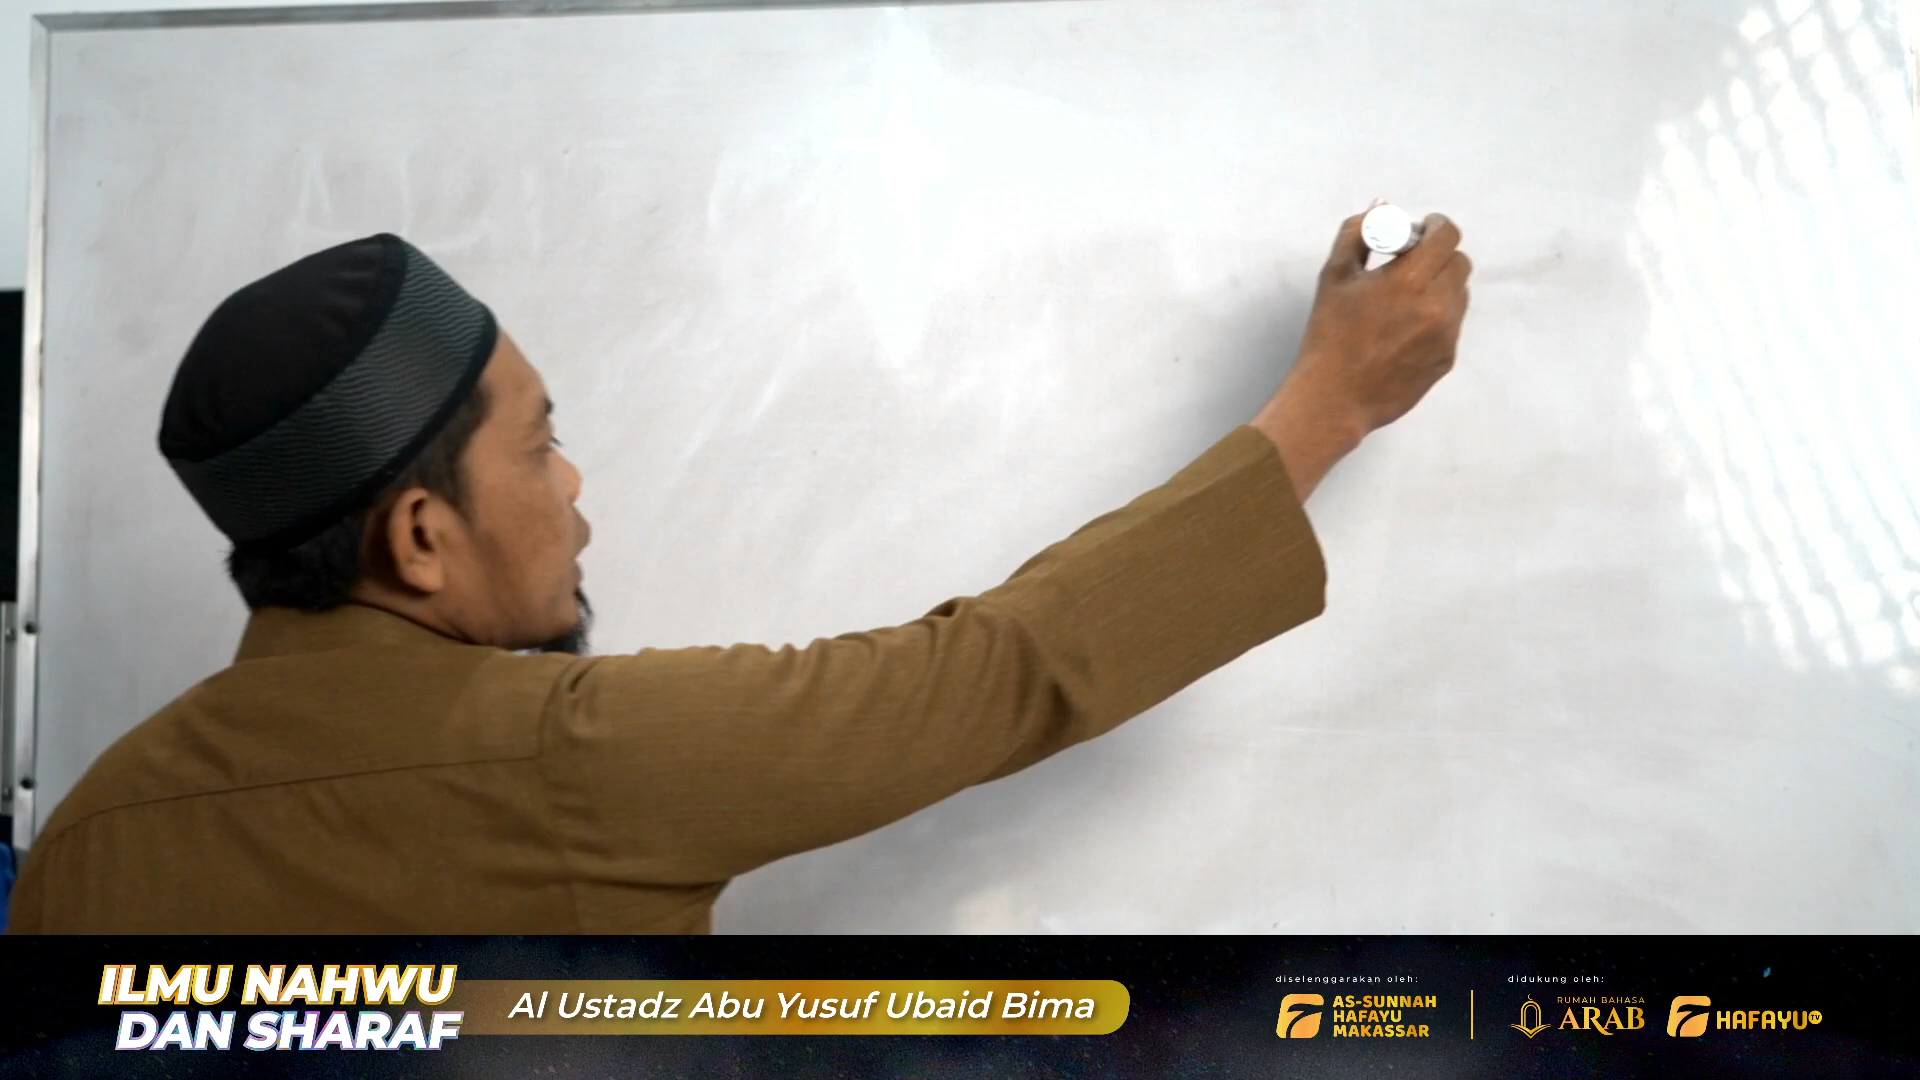 ILMU NAHWU
DAN SHARAF
Al Ustadz Abu Yusuf Ubaid Bima
diselenggarakan oleh:
AS-SUNNAH
HAFAYU
MAKASSAR
didukung oleh:
RUMAH BAHASA
ARAB
HAFAYU TV